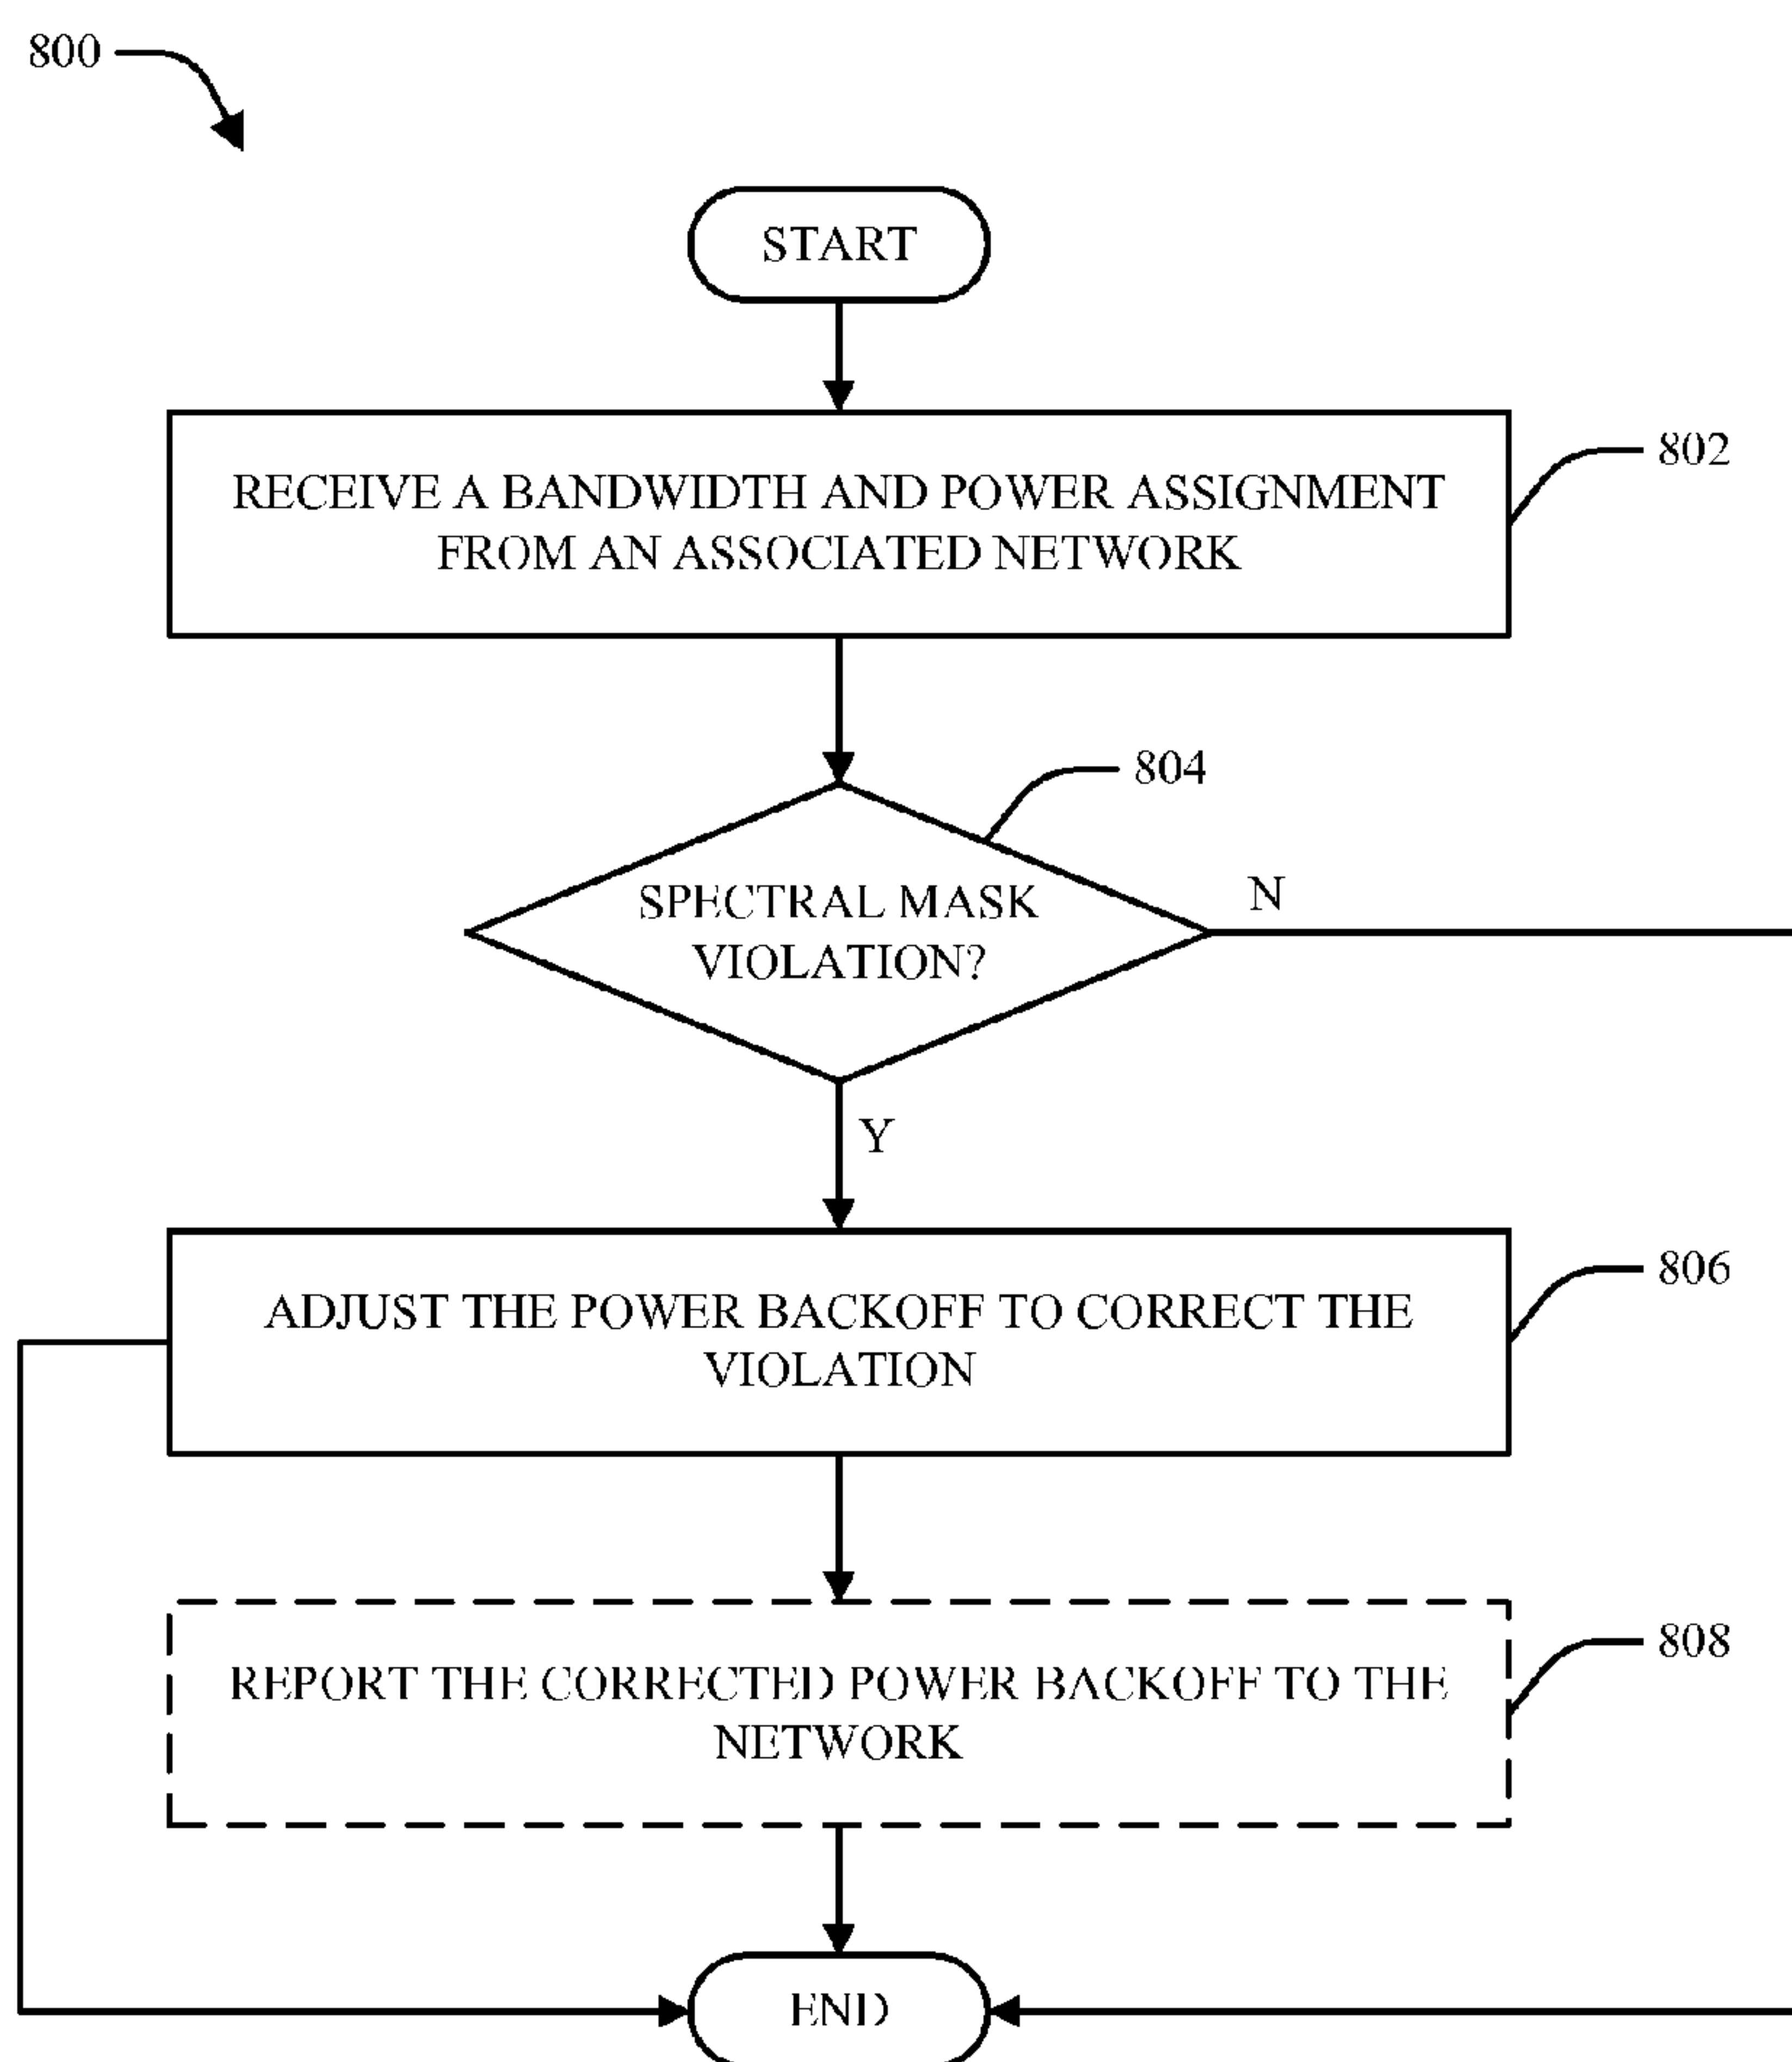 800
START
RECEIVE A BANDWIDTH AND POWER ASSIGNMENT
FROM AN ASSOCIATED NETWORK
802
804
SPECTRAL MASK
VIOLATION?
N
Y
ADJUST THE POWER BACKOFF TO CORRECT THE
VIOLATION
806
REPORT THE CORRECTED POWER BACKOFF TO THE
NETWORK
808
END